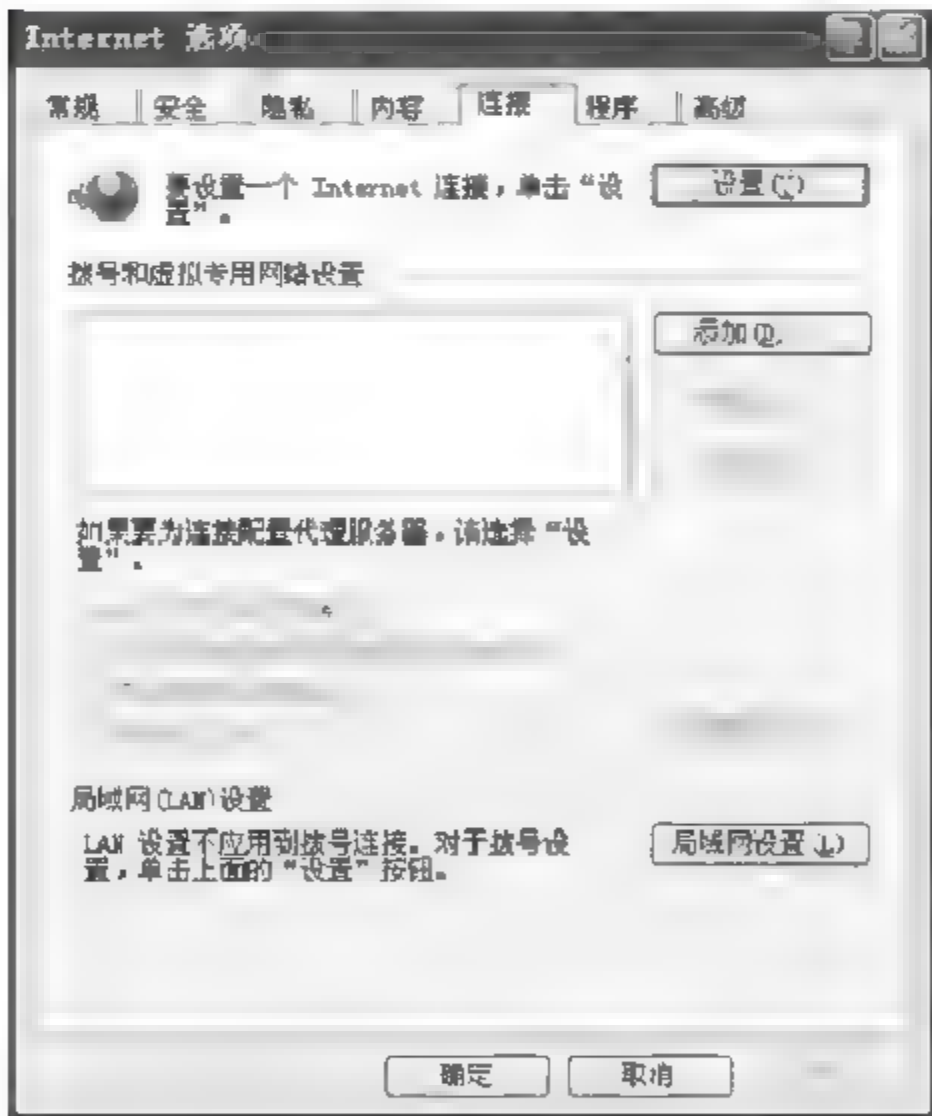 Internet 选项
常规 安全 隐私 内容 连接 程序 高级
要设置一个 Internet 连接，单击“设
置”。
设置(U)
拨号和虚拟专用网络设置
添加(D)
如果要为连接配置代理服务器，请选择“设
置”。
局域网(LAN)设置
LAN 设置不应用到拨号连接。对于拨号设
置，单击上面的“设置”按钮。
局域网设置(L)
确定 取消